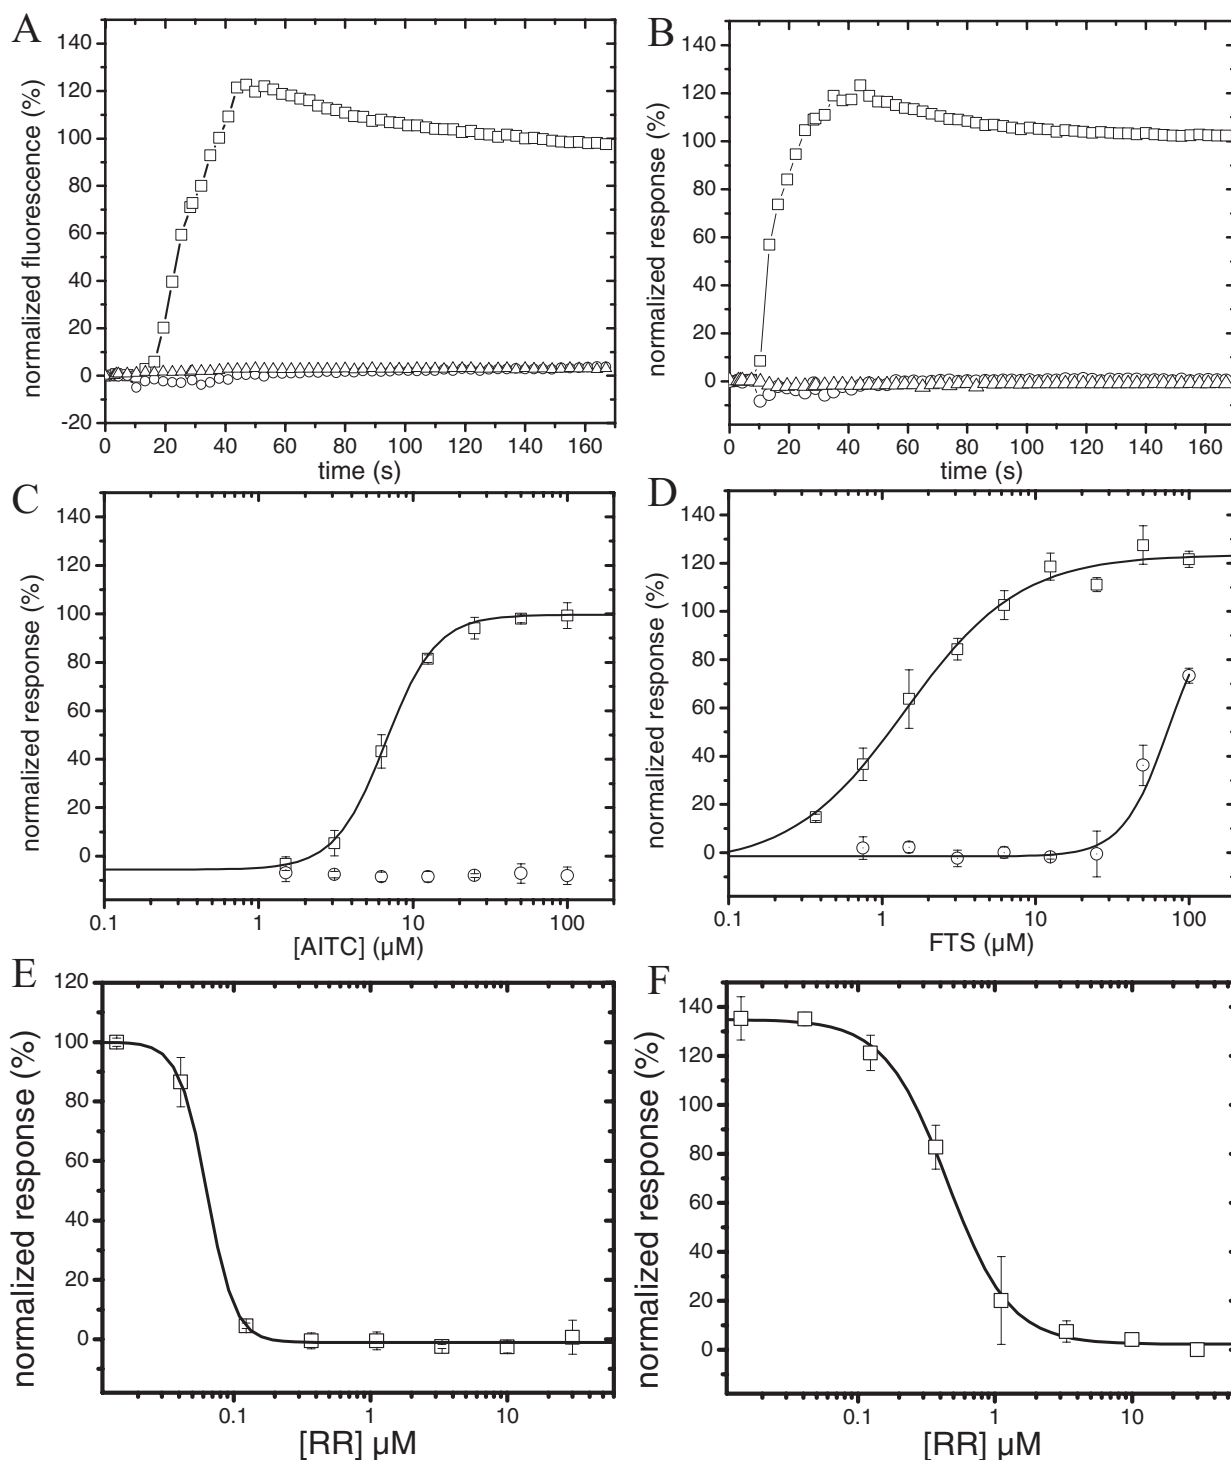 A
140
120
100
80
60
40
20
0
-20
normalized fluorescence (%)
0 20 40 60 80 100 120 140 160
time (s)
B
140
120
100
80
60
40
20
0
normalized response (%)
0 20 40 60 80 100 120 140 160
time (s)
C
140
120
100
80
60
40
20
0
normalized response (%)
0.1 1 10 100
[AITC] (µM)
D
140
120
100
80
60
40
20
0
normalized response (%)
0.1 1 10 100
FTS (µM)
E
120
100
80
60
40
20
0
normalized response (%)
0.1 1 10
[RR] µM
F
140
120
100
80
60
40
20
0
normalized response (%)
0.1 1 10
[RR] µM